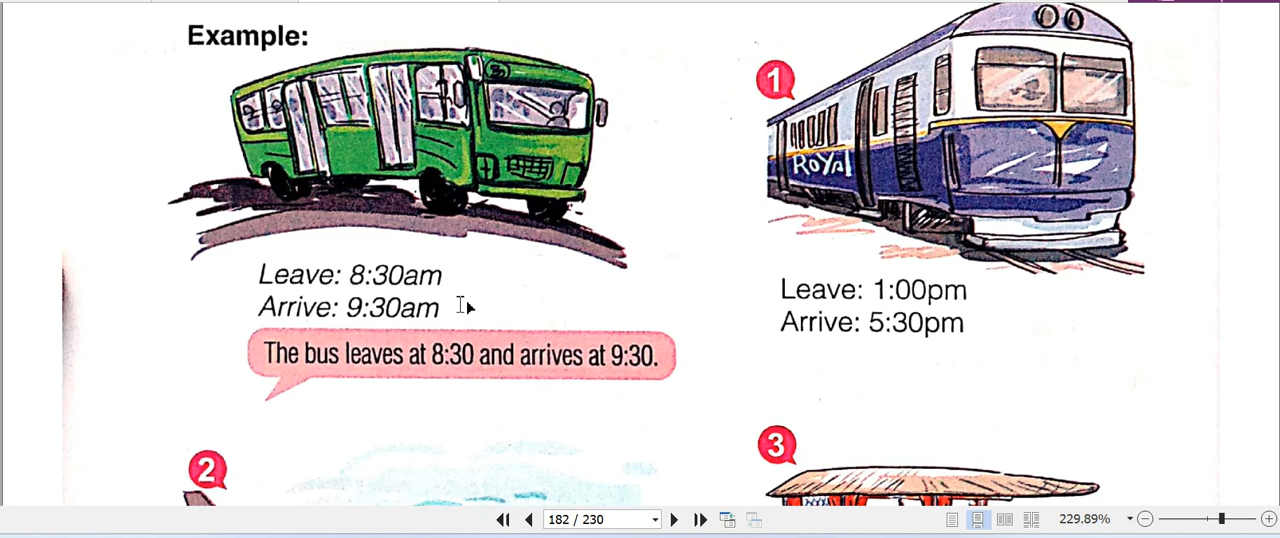 Example:
1
RoYal
Leave: 8:30am
Arrive: 9:30am
Leave: 1:00pm
Arrive: 5:30pm
The bus leaves at 8:30 and arrives at 9:30.
2
3
182 / 230
229.89%